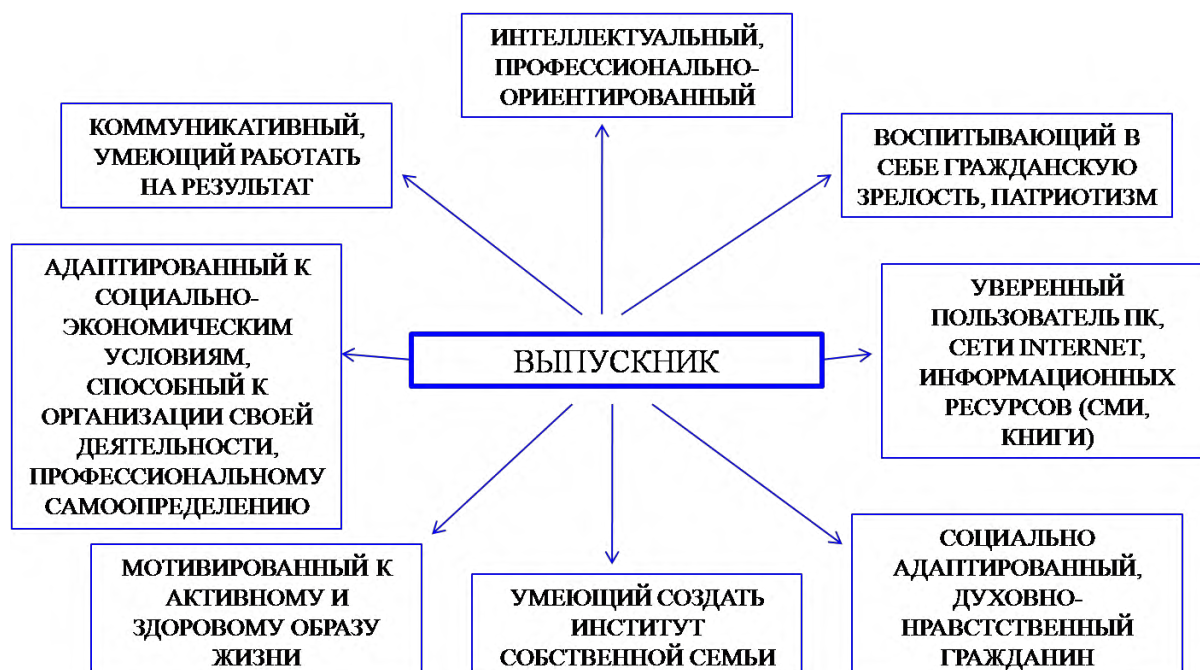 ИНТЕЛЛЕКТУАЛЬНЫЙ,
ПРОФЕССИОНАЛЬНО-
ОРИЕНТИРОВАННЫЙ
КОММУНИКАТИВНЫЙ,
УМЕЮЩИЙ РАБОТАТЬ
НА РЕЗУЛЬТАТ
ВОСПИТЫВАЮЩИЙ В
СЕБЕ ГРАЖДАНСКУЮ
ЗРЕЛОСТЬ, ПАТРИОТИЗМ
АДАПТИРОВАННЫЙ К
СОЦИАЛЬНО-
ЭКОНОМИЧЕСКИМ
УСЛОВИЯМ,
СПОСОБНЫЙ К
ОРГАНИЗАЦИИ СВОЕЙ
ДЕЯТЕЛЬНОСТИ,
ПРОФЕССИОНАЛЬНОМУ
САМООПРЕДЕЛЕНИЮ
ВЫПУСКНИК
УВЕРЕННЫЙ
ПОЛЬЗОВАТЕЛЬ ПК,
СЕТИ INTERNET,
ИНФОРМАЦИОННЫХ
РЕСУРСОВ (СМИ,
КНИГИ)
МОТИВИРОВАННЫЙ К
АКТИВНОМУ И
ЗДОРОВОМУ ОБРАЗУ
ЖИЗНИ
УМЕЮЩИЙ СОЗДАТЬ
ИНСТИТУТ
СОБСТВЕННОЙ СЕМЬИ
СОЦИАЛЬНО
АДАПТИРОВАННЫЙ,
ДУХОВНО-
НРАВСТСТВЕННЫЙ
ГРАЖДАНИН